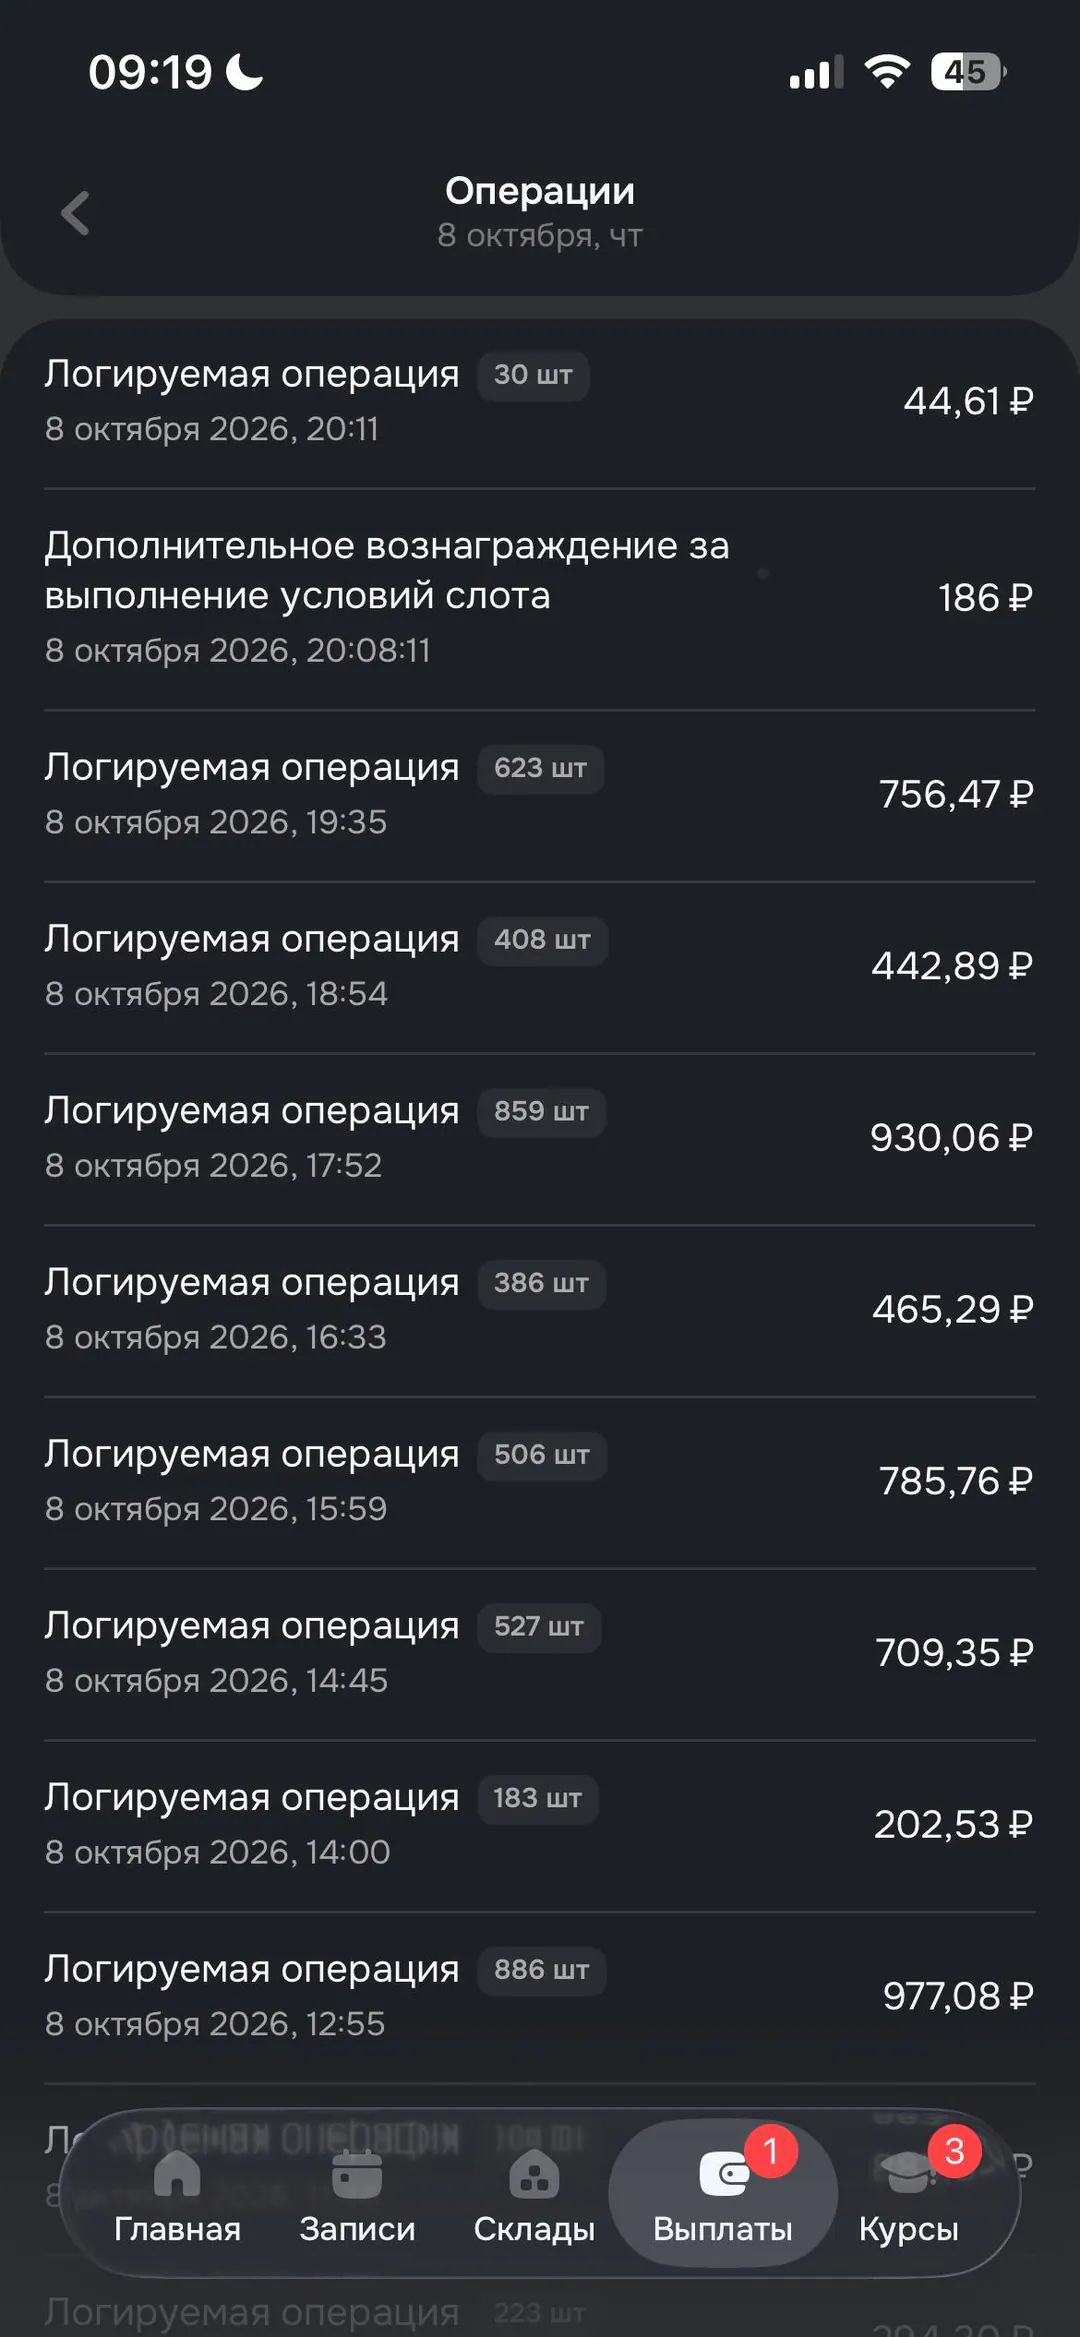 09:19
45
Операции
8 октября, чт
Логируемая операция 30 шт
44,61 ₽
8 октября 2026, 20:11
Дополнительное вознаграждение за
выполнение условий слота
186 ₽
8 октября 2026, 20:08:11
Логируемая операция 623 шт
756,47 ₽
8 октября 2026, 19:35
Логируемая операция 408 шт
442,89 ₽
8 октября 2026, 18:54
Логируемая операция 859 шт
930,06 ₽
8 октября 2026, 17:52
Логируемая операция 386 шт
465,29 ₽
8 октября 2026, 16:33
Логируемая операция 506 шт
785,76 ₽
8 октября 2026, 15:59
Логируемая операция 527 шт
709,35 ₽
8 октября 2026, 14:45
Логируемая операция 183 шт
202,53 ₽
8 октября 2026, 14:00
Логируемая операция 886 шт
977,08 ₽
8 октября 2026, 12:55
1
3
Главная Записи Склады Выплаты Курсы
Логируемая операция 223 шт